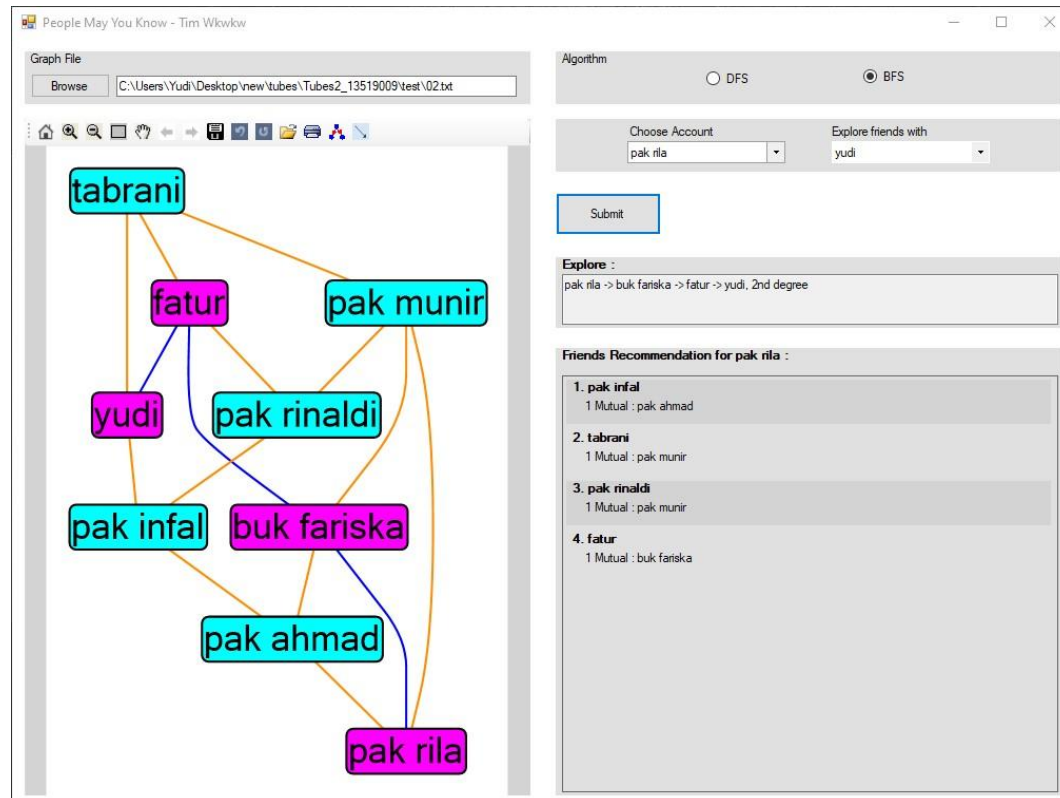 People May You Know - Tim Wkwkw
Graph File
Browse
C:\Users\Yudi\Desktop\new\tubes\Tubes2_13519009\test\02.txt
tabrani
fatur
pak munir
yudi
pak rinaldi
pak infal
buk fariska
pak ahmad
pak rila
Algorithm
DFS
BFS
Choose Account
Explore friends with
pak rila
yudi
Submit
Explore :
pak rila -> buk fariska -> fatur -> yudi, 2nd degree
Friends Recommendation for pak rila :
1. pak infal
1 Mutual : pak ahmad
2. tabrani
1 Mutual : pak munir
3. pak rinaldi
1 Mutual : pak munir
4. fatur
1 Mutual : buk fariska